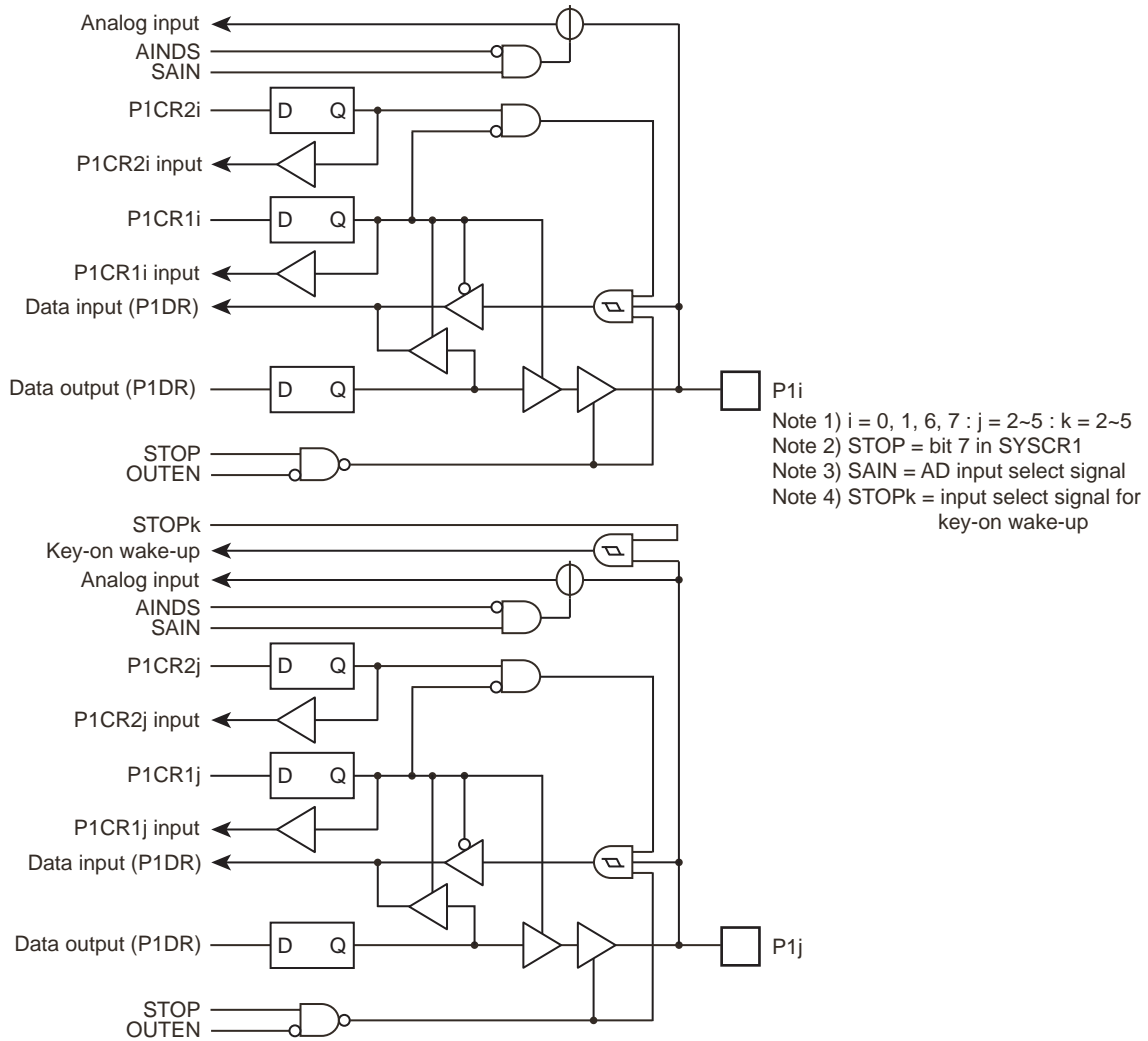 Analog input
AINDS
SAIN
P1CR2i
D Q
P1CR2i input
P1CR1i
D Q
P1CR1i input
Data input (P1DR)
Data output (P1DR)
D Q
P1i
Note 1) i = 0, 1, 6, 7 : j = 2~5 : k = 2~5
Note 2) STOP = bit 7 in SYSCR1
Note 3) SAIN = AD input select signal
Note 4) STOPk = input select signal for
key-on wake-up
STOP
OUTEN
STOPk
Key-on wake-up
Analog input
AINDS
SAIN
P1CR2j
D Q
P1CR2j input
P1CR1j
D Q
P1CR1j input
Data input (P1DR)
Data output (P1DR)
D Q
P1j
STOP
OUTEN